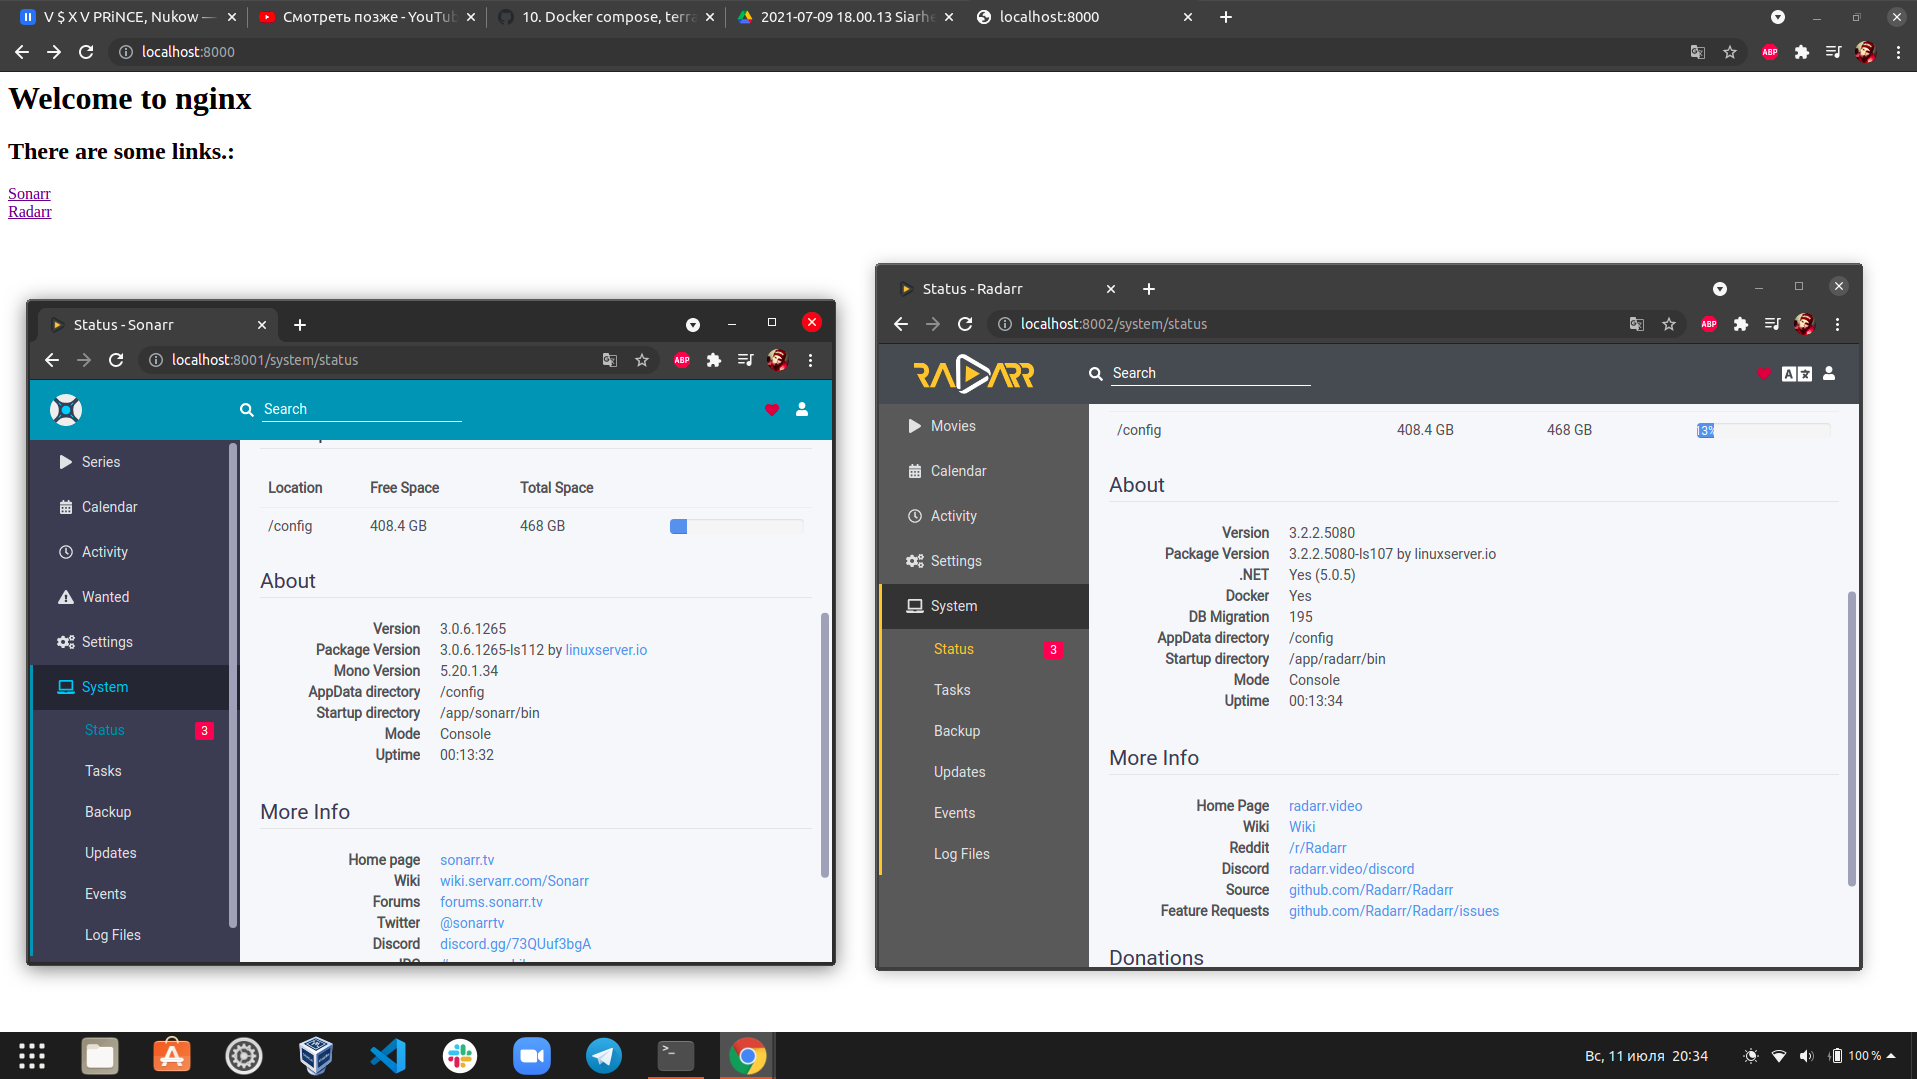 V $ X V PRiNCE, Nukow —
Смотреть позже - YouTub
10. Docker compose, terra
2021-07-09 18.00.13 Siarhe
localhost:8000
localhost:8000
ABP
Welcome to nginx
There are some links.:
Sonarr
Radarr
Status - Sonarr
localhost:8001/system/status
ABP
Search
Series
Calendar
Activity
Wanted
Settings
System
Status 3
Tasks
Backup
Updates
Events
Log Files
Location Free Space Total Space
/config 408.4 GB 468 GB
About
Version 3.0.6.1265
Package Version 3.0.6.1265-ls112 by linuxserver.io
Mono Version 5.20.1.34
AppData directory /config
Startup directory /app/sonarr/bin
Mode Console
Uptime 00:13:32
More Info
Home page sonarr.tv
Wiki wiki.servarr.com/Sonarr
Forums forums.sonarr.tv
Twitter @sonarrtv
Discord discord.gg/73QUuf3bgA
Status - Radarr
localhost:8002/system/status
ABP
RADARR
Search
Movies
Calendar
Activity
Settings
System
Status 3
Tasks
Backup
Updates
Events
Log Files
/config 408.4 GB 468 GB 13%
About
Version 3.2.2.5080
Package Version 3.2.2.5080-ls107 by linuxserver.io
.NET Yes (5.0.5)
Docker Yes
DB Migration 195
AppData directory /config
Startup directory /app/radarr/bin
Mode Console
Uptime 00:13:34
More Info
Home Page radarr.video
Wiki Wiki
Reddit /r/Radarr
Discord radarr.video/discord
Source github.com/Radarr/Radarr
Feature Requests github.com/Radarr/Radarr/issues
Donations
Вс, 11 июля 20:34
100 %